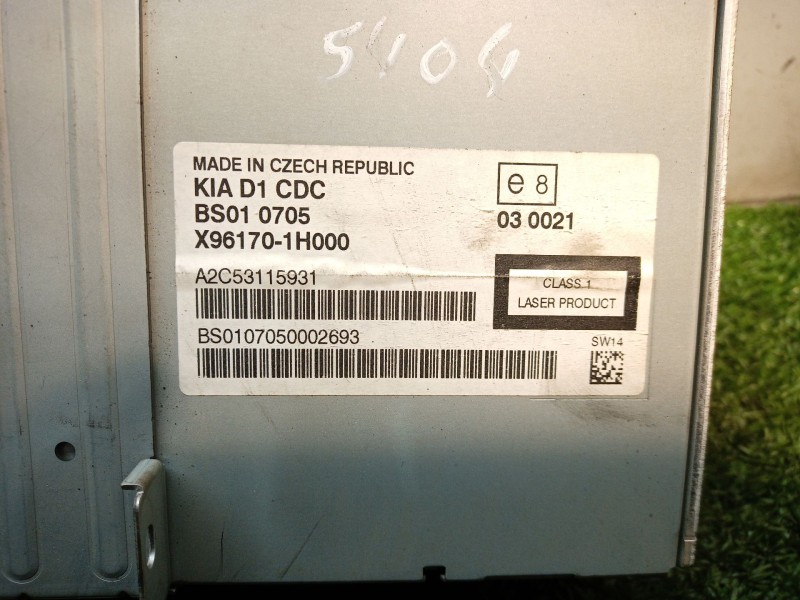 5404
MADE IN CZECH REPUBLIC
KIA D1 CDC
BS01 0705
X96170-1H000
e 8
03 0021
A2C53115931
CLASS 1
LASER PRODUCT
BS0107050002693
SW14